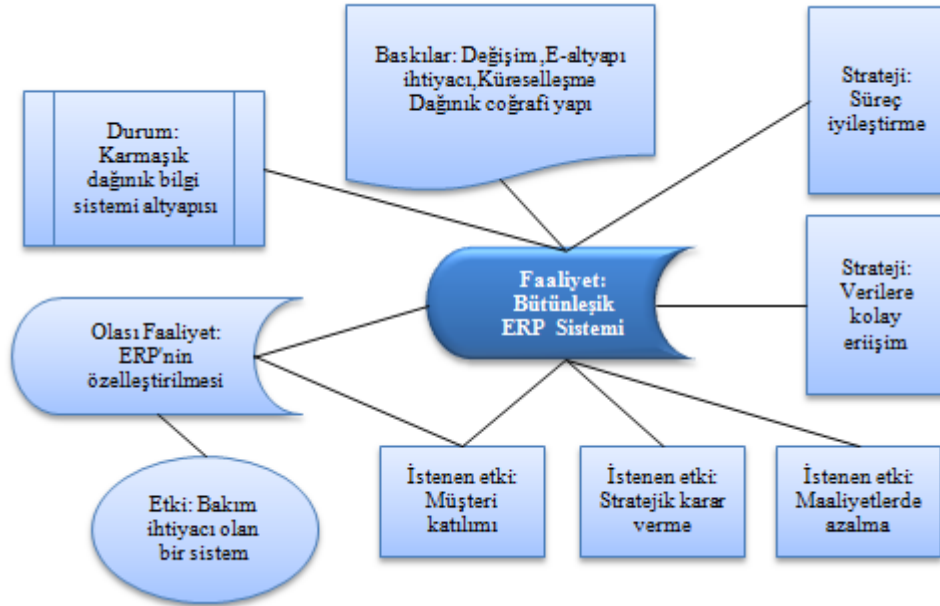 Baskılar: Değişim ,E-altyapı
ihtiyacı,Küreselleşme
Dağınık coğrafi yapı
Strateji:
Süreç
iyileştirme
Durum:
Karmaşık
dağınık bilgi
sistemi altyapısı
Faaliyet:
Bütünleşik
ERP Sistemi
Strateji:
Verilere
kolay
eriişim
Olası Faaliyet:
ERP'nin
özelleştirilmesi
Etki: Bakım
ihtiyacı olan
bir sistem
İstenen etki:
Müşteri
katılımı
İstenen etki:
Stratejik karar
verme
İstenen etki:
Maaliyetlerde
azalma